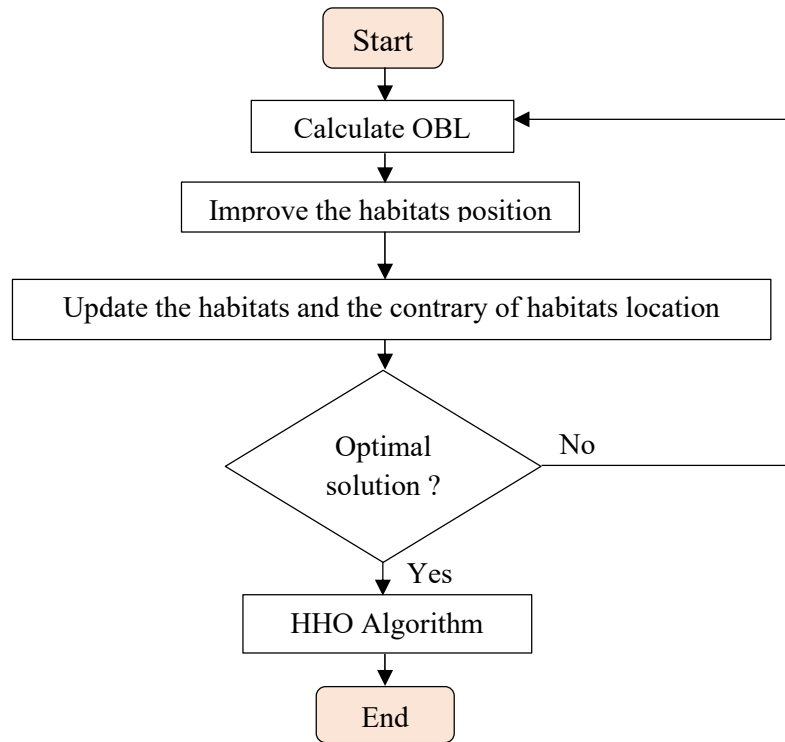 Start
Calculate OBL
Improve the habitats position
Update the habitats and the contrary of habitats location
Optimal
solution ?
No
Yes
HHO Algorithm
End